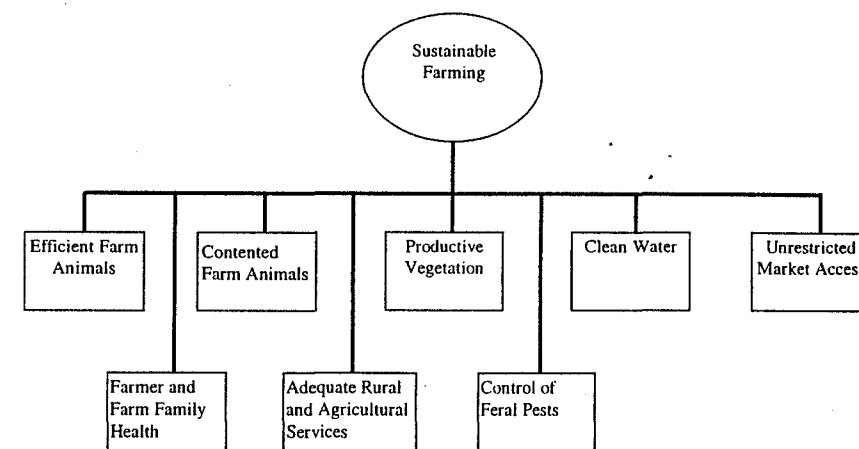 Sustainable
Farming
Efficient Farm
Animals
Contented
Farm Animals
Productive
Vegetation
Clean Water
Unrestricted
Market Acces
Farmer and
Farm Family
Health
Adequate Rural
and Agricultural
Services
Control of
Feral Pests